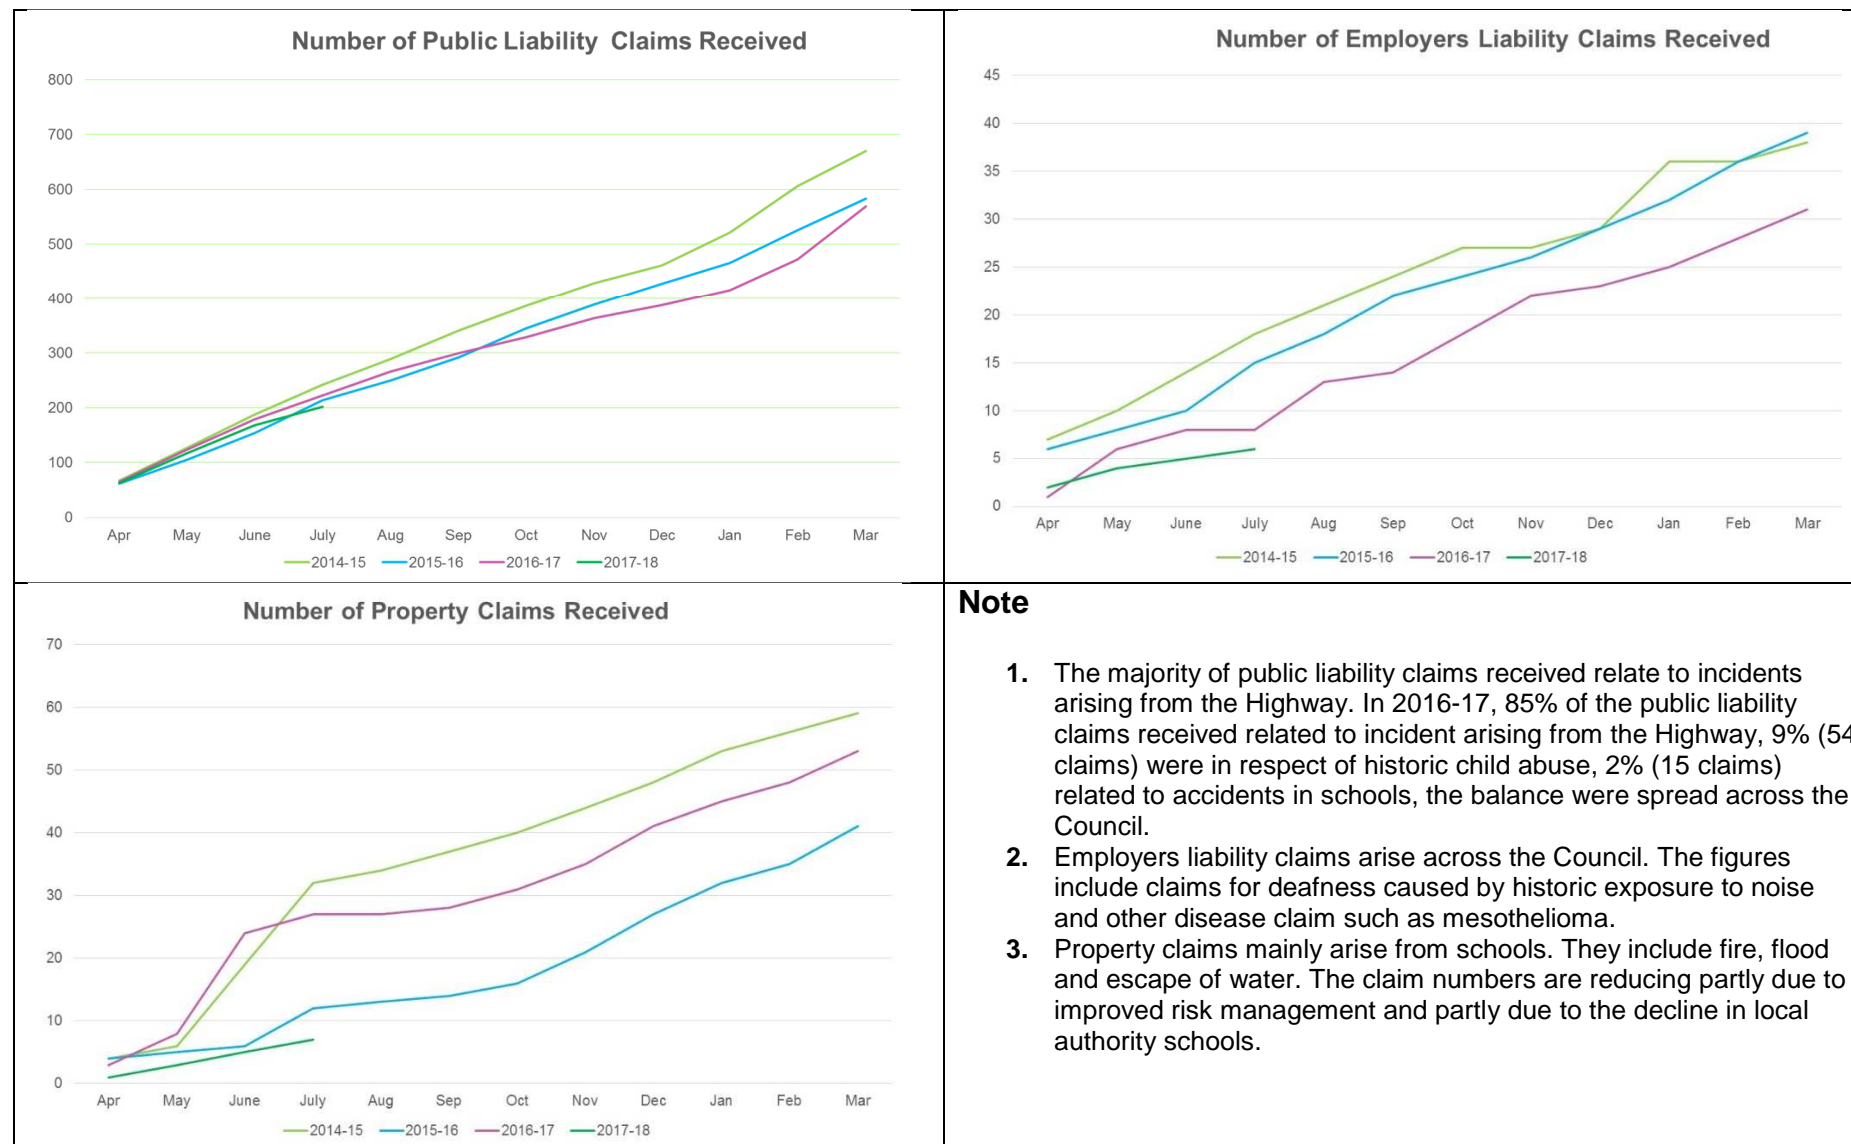 Number of Public Liability Claims Received
800
700
600
500
400
300
200
100
0
Apr May June July Aug Sep Oct Nov Dec Jan Feb Mar
2014-15 2015-16 2016-17 2017-18
Number of Employers Liability Claims Received
45
40
35
30
25
20
15
10
5
0
Apr May June July Aug Sep Oct Nov Dec Jan Feb Mar
2014-15 2015-16 2016-17 2017-18
Number of Property Claims Received
70
60
50
40
30
20
10
0
Apr May June July Aug Sep Oct Nov Dec Jan Feb Mar
2014-15 2015-16 2016-17 2017-18
Note
1. The majority of public liability claims received relate to incidents
arising from the Highway. In 2016-17, 85% of the public liability
claims received related to incident arising from the Highway, 9% (54
claims) were in respect of historic child abuse, 2% (15 claims)
related to accidents in schools, the balance were spread across the
Council.
2. Employers liability claims arise across the Council. The figures
include claims for deafness caused by historic exposure to noise
and other disease claim such as mesothelioma.
3. Property claims mainly arise from schools. They include fire, flood
and escape of water. The claim numbers are reducing partly due to
improved risk management and partly due to the decline in local
authority schools.